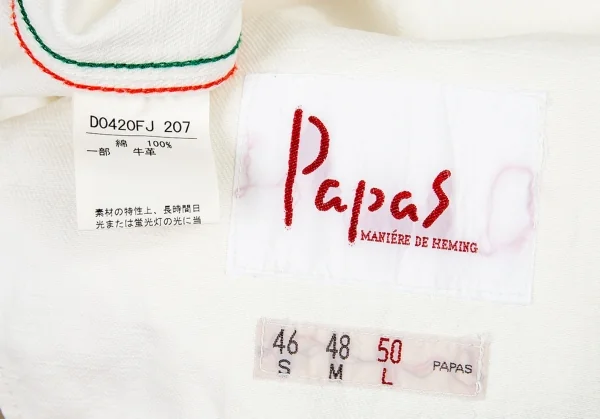 DO420FJ 207
綿 100%
一部 牛革
素材の特性上、長時間日
光または蛍光灯の光に当
Papas
MANIÉRE DE HEMING
46 48 50
S M L PAPAS